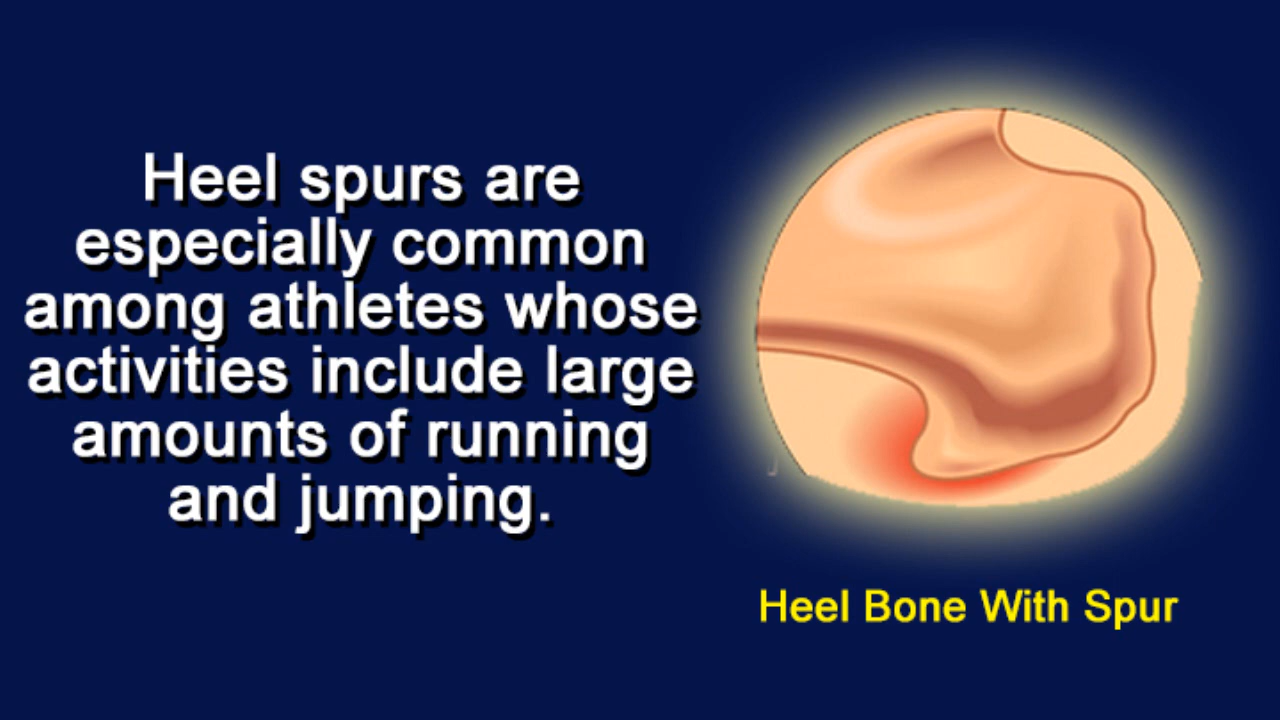 Heel spurs are
especially common
among athletes whose
activities include large
amounts of running
and jumping.
Heel Bone With Spur